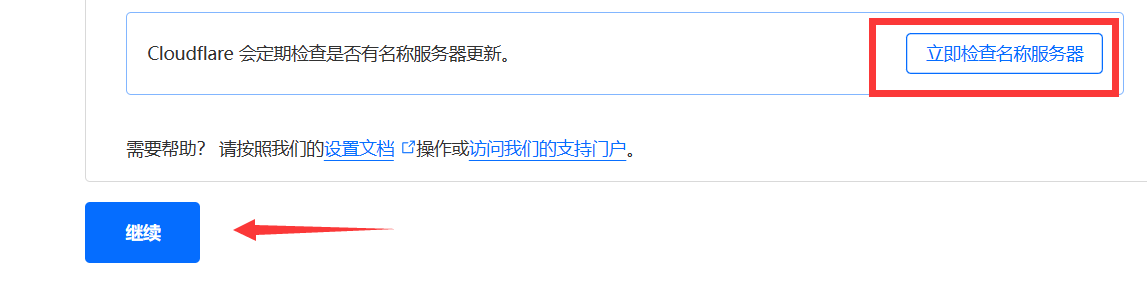 Cloudflare 会定期检查是否有名称服务器更新。
立即检查名称服务器
需要帮助？ 请按照我们的设置文档 操作或访问我们的支持门户。
继续